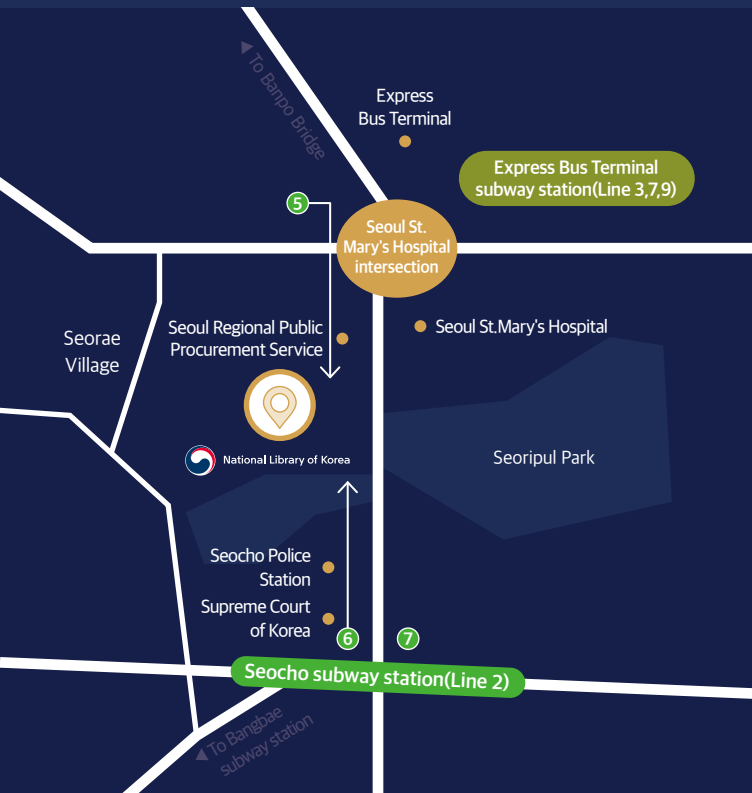 To Banpo Bridge
Express
Bus Terminal
Express Bus Terminal
subway station(Line 3,7,9)
5
Seoul St.
Mary's Hospital
intersection
Seoul Regional Public
Procurement Service
Seoul St.Mary's Hospital
Seorae
Village
National Library of Korea
Seoripul Park
Seocho Police
Station
Supreme Court
of Korea
6
7
Seocho subway station(Line 2)
To Bangbae
subway station